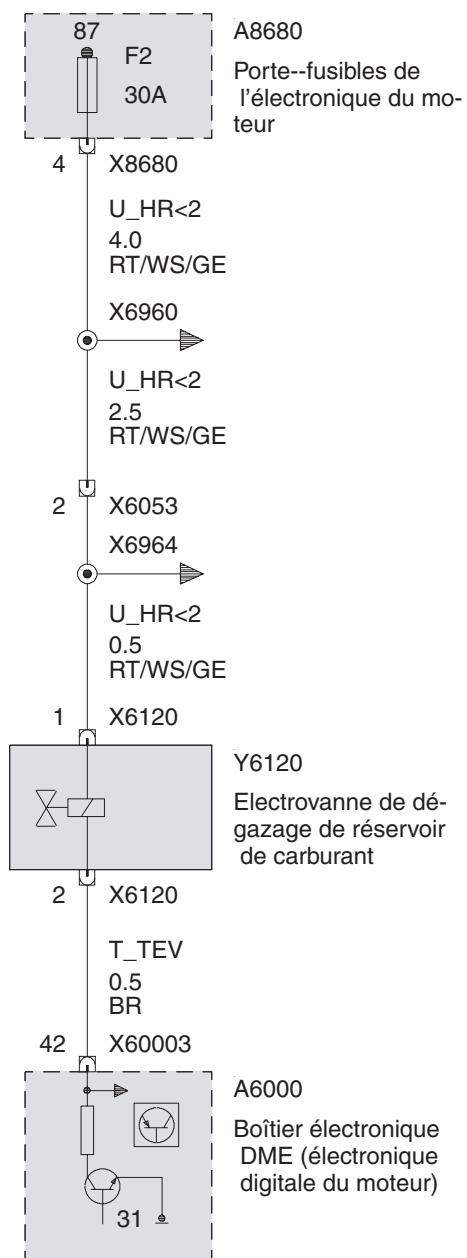 87
F2
30A
A8680
Porte--fusibles de
l'électronique du mo-
teur
4 X8680
U_HR<2
4.0
RT/WS/GE
X6960
U_HR<2
2.5
RT/WS/GE
2 X6053
X6964
U_HR<2
0.5
RT/WS/GE
1 X6120
Y6120
Electrovanne de dé-
gazage de réservoir
de carburant
2 X6120
T_TEV
0.5
BR
42 X60003
A6000
Boîtier électronique
DME (électronique
digitale du moteur)
31